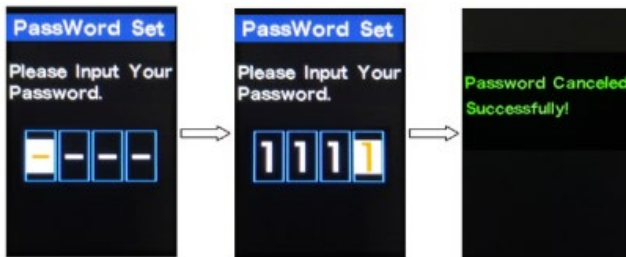 PassWord Set
Please Input Your
Password.
- - - -
PassWord Set
Please Input Your
Password.
1 1 1 1
Password Canceled
Successfully!